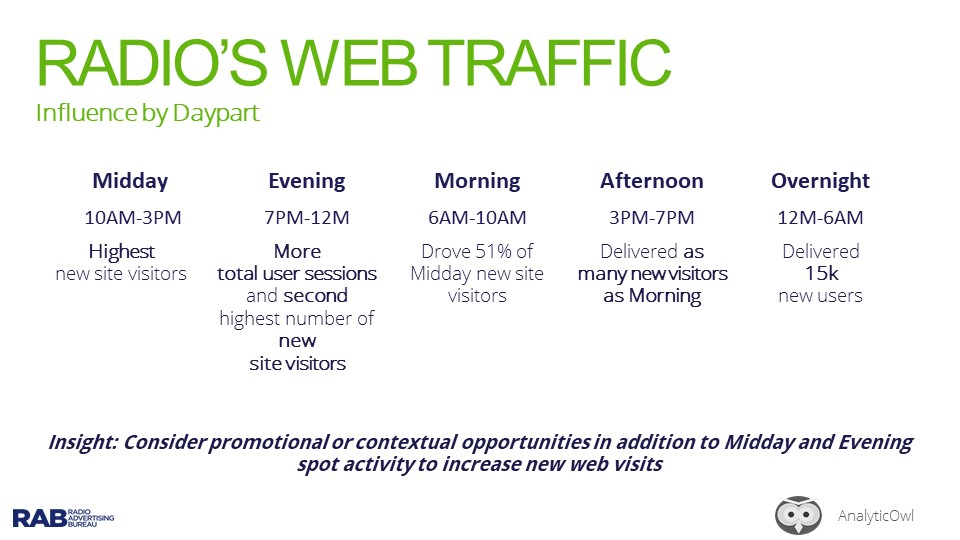 RADIO’S WEB TRAFFIC
Influence by Daypart
Midday
10AM-3PM
Highest
new site visitors
Evening
7PM-12M
More
total user sessions
and second
highest number of
new
site visitors
Morning
6AM-10AM
Drove 51% of
Midday new site
visitors
Afternoon
3PM-7PM
Delivered as
many new visitors
as Morning
Overnight
12M-6AM
Delivered
15k
new users
Insight: Consider promotional or contextual opportunities in addition to Midday and Evening
spot activity to increase new web visits
RAB RADIO
ADVERTISING
BUREAU
AnalyticOwl